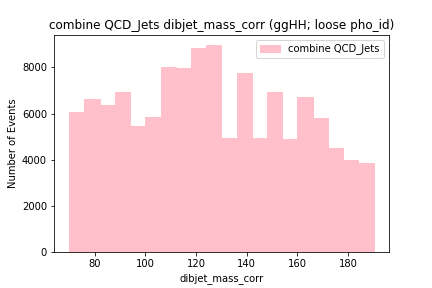 combine QCD_Jets dibjet_mass_corr (ggHH; loose pho_id)
combine QCD_Jets
Number of Events
8000
6000
4000
2000
0
80 100 120 140 160 180
dibjet_mass_corr